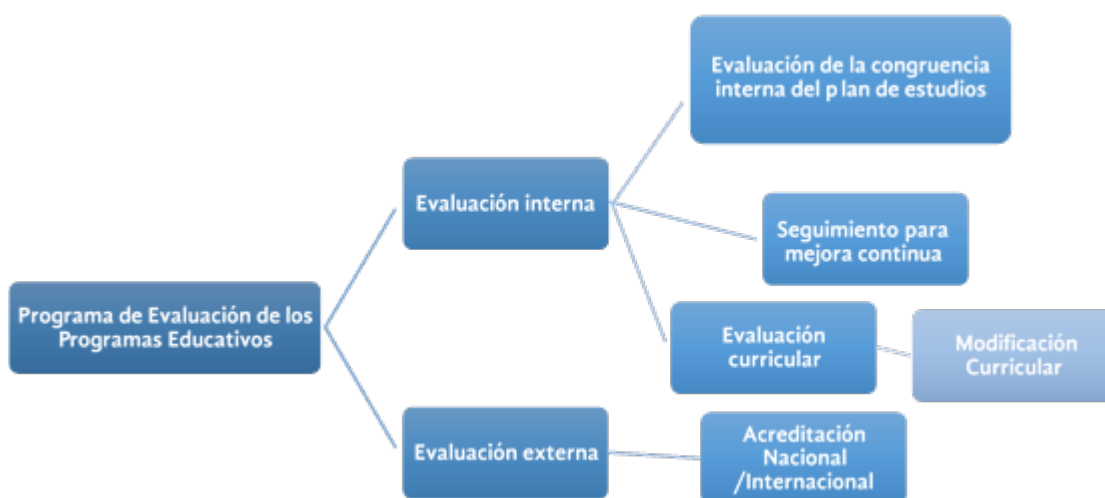 Evaluación de la congruencia
interna del plan de estudios
Evaluación interna
Seguimiento para
mejora continua
Programa de Evaluación de los
Programas Educativos
Evaluación
curricular
Modificación
Curricular
Evaluación externa
Acreditación
Nacional
/Internacional